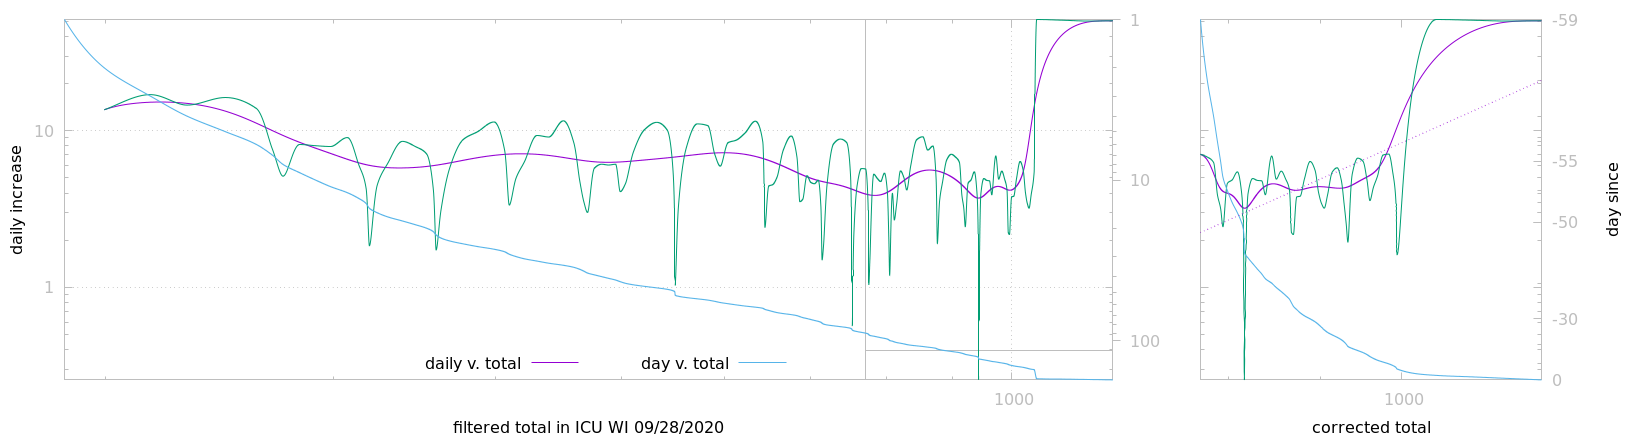 1
-59
10
-55
10
-50
1
-30
100
0
daily increase
day since
daily v. total
day v. total
1000
1000
filtered total in ICU WI 09/28/2020
corrected total